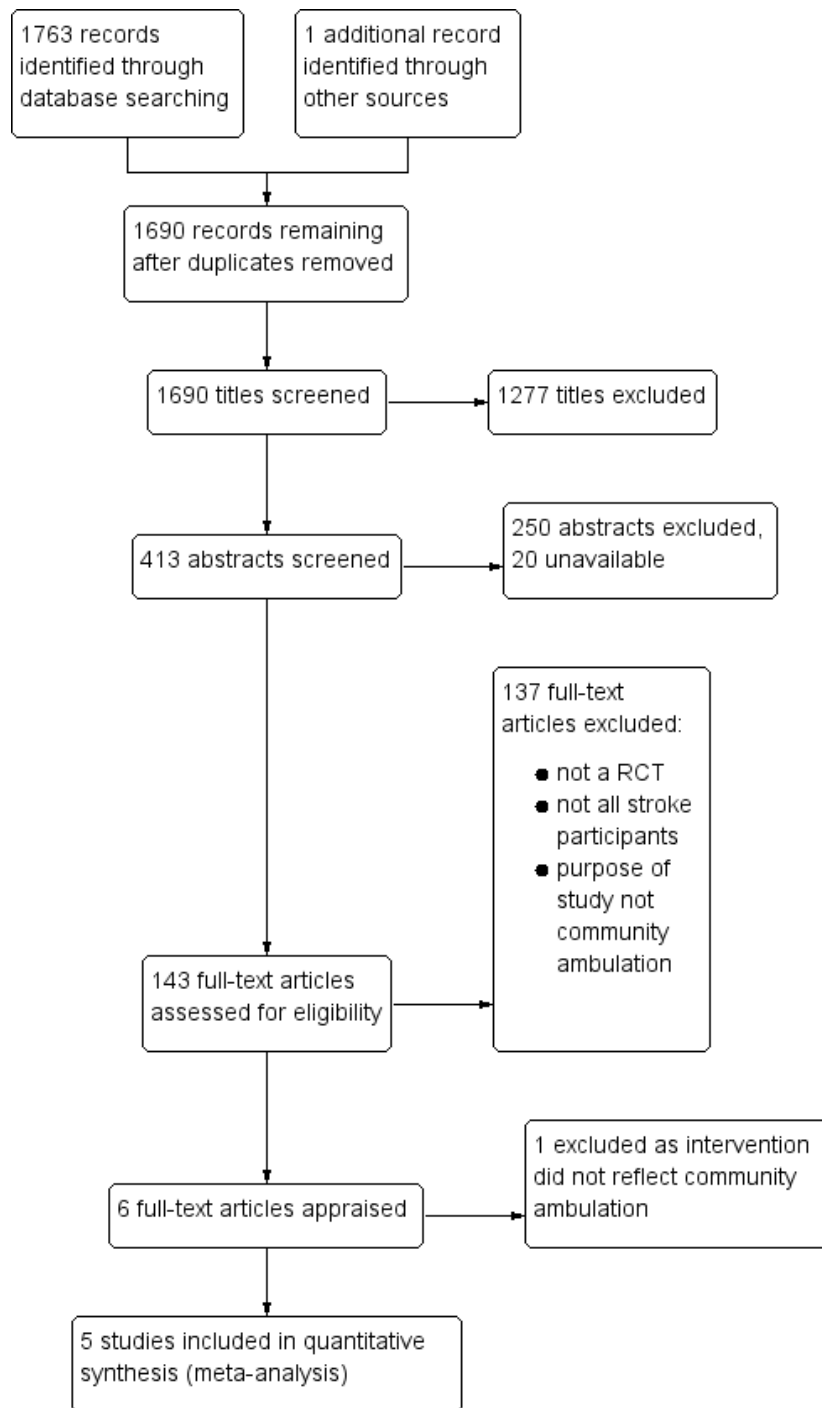 1763 records
identified through
database searching
1 additional record
identified through
other sources
1690 records remaining
after duplicates removed
1690 titles screened
1277 titles excluded
413 abstracts screened
250 abstracts excluded,
20 unavailable
137 full-text
articles excluded:
● not a RCT
● not all stroke
participants
● purpose of
study not
community
ambulation
143 full-text articles
assessed for eligibility
6 full-text articles appraised
1 excluded as intervention
did not reflect community
ambulation
5 studies included in quantitative
synthesis (meta-analysis)